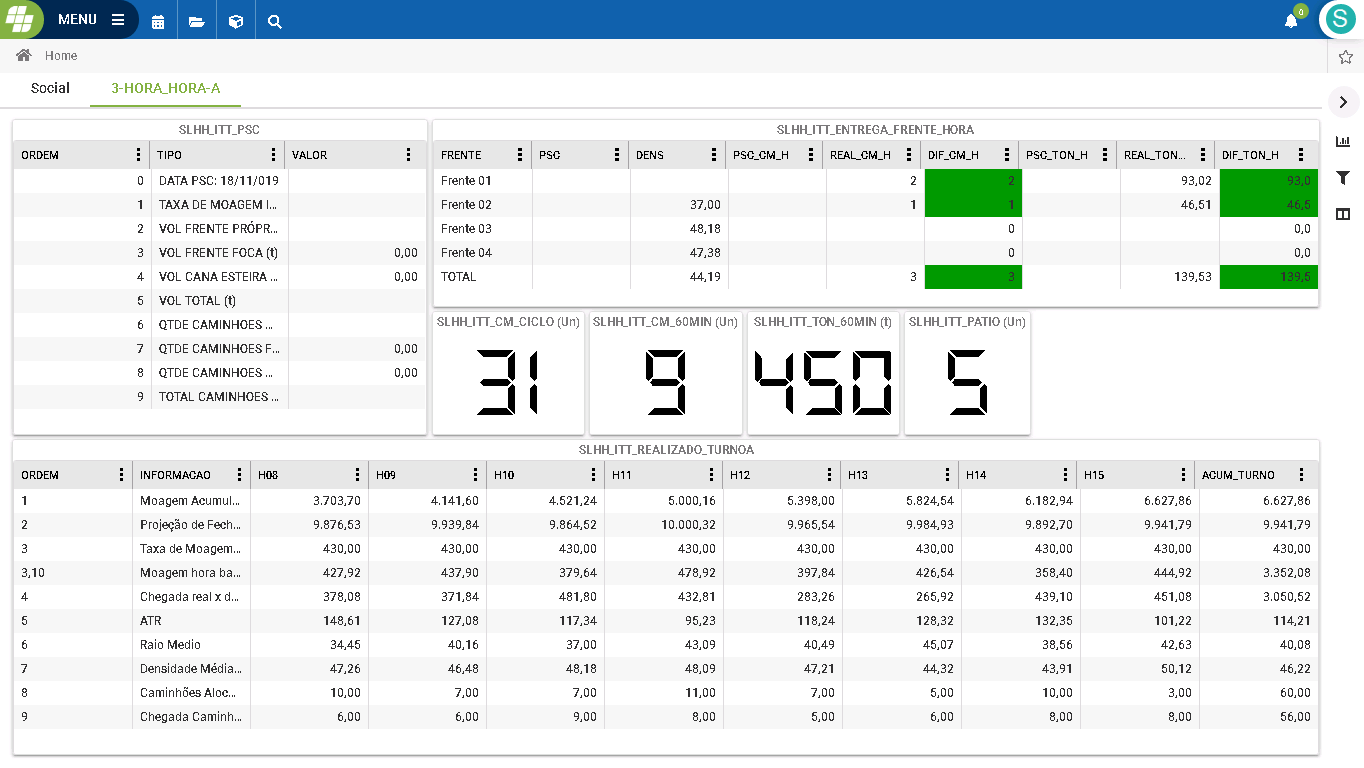 MENU
0
S
Home
Social 3-HORA_HORA-A
SLHH_ITT_PSC
ORDEM TIPO VALOR
0 DATA PSC: 18/11/019
1 TAXA DE MOAGEM I...
2 VOL FRENTE PRÓPR...
3 VOL FRENTE FOCA (t) 0,00
4 VOL CANA ESTEIRA ... 0,00
5 VOL TOTAL (t)
6 QTDE CAMINHOES ...
7 QTDE CAMINHOES F... 0,00
8 QTDE CAMINHOES ... 0,00
9 TOTAL CAMINHOES ...
SLHH_ITT_ENTREGA_FRENTE_HORA
FRENTE PSC DENS PSC_CM_H REAL_CM_H DIF_CM_H PSC_TON_H REAL_TON... DIF_TON_H
Frente 01 2 2 93,02 93,0
Frente 02 37,00 1 1 46,51 46,5
Frente 03 48,18 0 0,0
Frente 04 47,38 0 0,0
TOTAL 44,19 3 3 139,53 139,5
SLHH_ITT_CM_CICLO (Un) SLHH_ITT_CM_60MIN (Un) SLHH_ITT_TON_60MIN (t) SLHH_ITT_PATIO (Un)
31 9 450 5
SLHH_ITT_REALIZADO_TURNOA
ORDEM INFORMACAO H08 H09 H10 H11 H12 H13 H14 H15 ACUM_TURNO
1 Moagem Acumul... 3.703,70 4.141,60 4.521,24 5.000,16 5.398,00 5.824,54 6.182,94 6.627,86 6.627,86
2 Projeção de Fech... 9.876,53 9.939,84 9.864,52 10.000,32 9.965,54 9.984,93 9.892,70 9.941,79 9.941,79
3 Taxa de Moagem... 430,00 430,00 430,00 430,00 430,00 430,00 430,00 430,00 430,00
3,10 Moagem hora ba... 427,92 437,90 379,64 478,92 397,84 426,54 358,40 444,92 3.352,08
4 Chegada real x d... 378,08 371,84 481,80 432,81 283,26 265,92 439,10 451,08 3.050,52
5 ATR 148,61 127,08 117,34 95,23 118,24 128,32 132,35 101,22 114,21
6 Raio Medio 34,45 40,16 37,00 43,09 40,49 45,07 38,56 42,63 40,08
7 Densidade Média... 47,26 46,48 48,18 48,09 47,21 44,32 43,91 50,12 46,22
8 Caminhões Aloc... 10,00 7,00 7,00 11,00 7,00 5,00 10,00 3,00 60,00
9 Chegada Caminh... 6,00 6,00 9,00 8,00 5,00 6,00 8,00 8,00 56,00